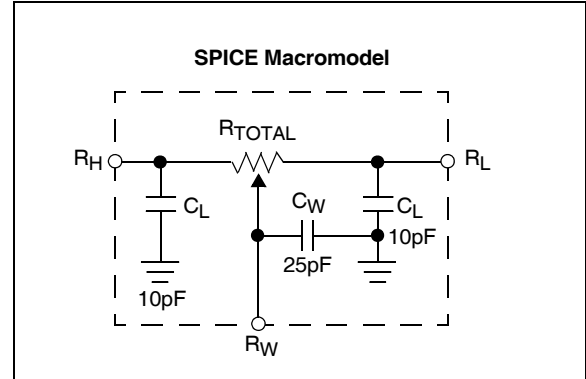 SPICE Macromodel
RTOTAL
RH
RL
CL
CW
CL
10pF
25pF
10pF
RW